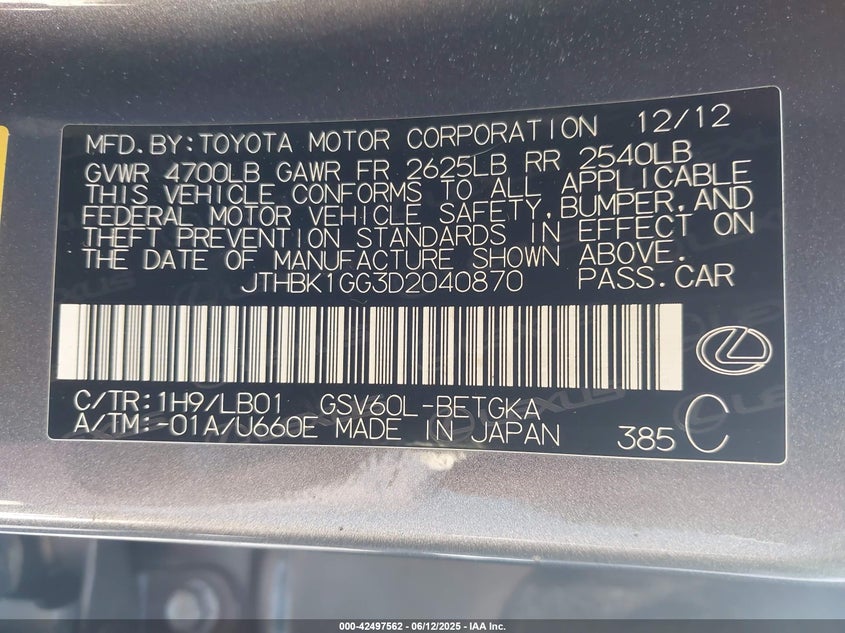 MFD.BY:TOYOTA MOTOR CORPORATION 12/12
GVWR 4700LB GAWR FR 2625LB RR 2540LB
THIS VEHICLE CONFORMS TO ALL APPLICABLE
FEDERAL MOTOR VEHICLE SAFETY,BUMPER,AND
THEFT PREVENTION STANDARDS IN EFFECT ON
THE DATE OF MANUFACTURE SHOWN ABOVE.
JTHBK1GG3D2040870 PASS.CAR
C/TR:1H9/LB01 GSV60L-BETGKA
A/TM:-01A/U660E MADE IN JAPAN 385 C
000-42497562 - 06/12/2025 - IAA Inc.